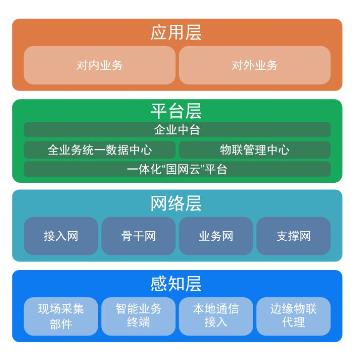 应用层
对内业务 对外业务
平台层
企业中台
全业务统一数据中心 物联管理中心
一体化“国网云”平台
网络层
接入网 骨干网 业务网 支撑网
感知层
现场采集 智能业务 本地通信 边缘物联
部件 终端 接入 代理